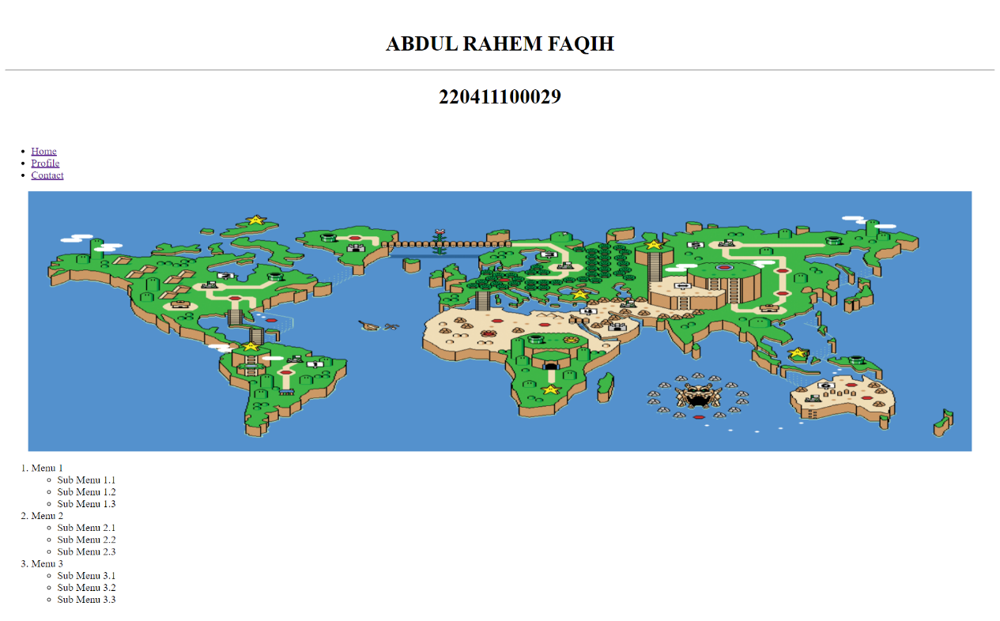 ABDUL RAHEM FAQIH
220411100029
Home
Profile
Contact
1. Menu 1
Sub Menu 1.1
Sub Menu 1.2
Sub Menu 1.3
2. Menu 2
Sub Menu 2.1
Sub Menu 2.2
Sub Menu 2.3
3. Menu 3
Sub Menu 3.1
Sub Menu 3.2
Sub Menu 3.3